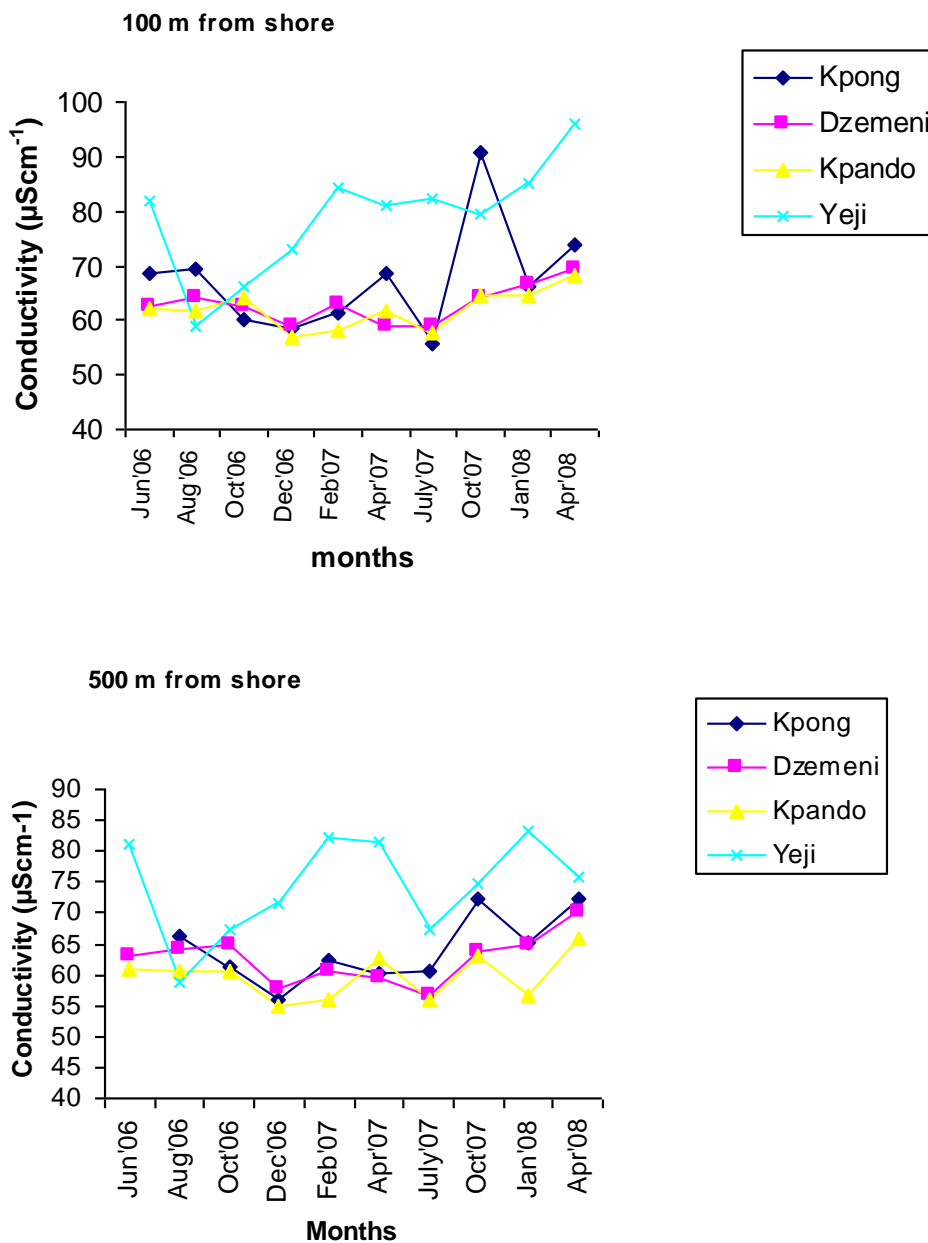 100 m from shore
Kpong
Dzemeni
Kpando
Yeji
Conductivity (µScm-1)
100
90
80
70
60
50
40
Jun'06
Aug'06
Oct'06
Dec'06
Feb'07
Apr'07
July'07
Oct'07
Jan'08
Apr'08
months
500 m from shore
Kpong
Dzemeni
Kpando
Yeji
Conductivity (µScm-1)
90
85
80
75
70
65
60
55
50
45
40
Jun'06
Aug'06
Oct'06
Dec'06
Feb'07
Apr'07
July'07
Oct'07
Jan'08
Apr'08
Months